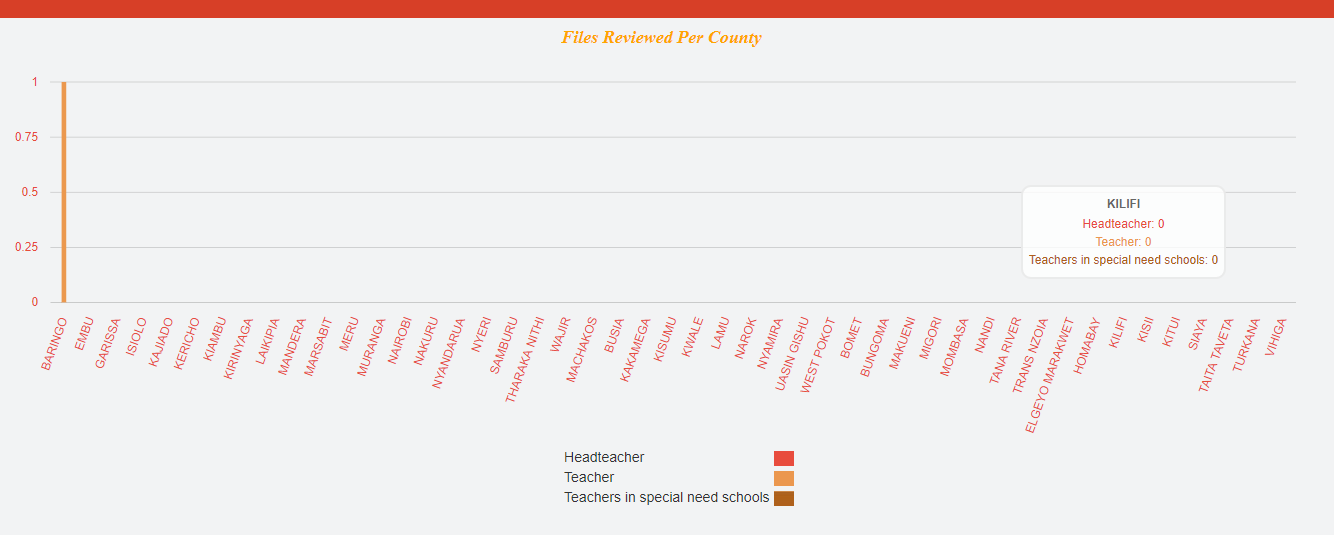 Files Reviewed Per County
1
0.75
0.5
0.25
0
KILIFI
Headteacher: 0
Teacher: 0
Teachers in special need schools: 0
BARINGO
EMBU
GARISSA
ISIOLO
KAJIADO
KERICHO
KIAMBU
KIRINYAGA
LAIKIPIA
MANDERA
MARSABIT
MERU
MURANGA
NAIROBI
NAKURU
NYANDARUA
NYERI
SAMBURU
THARAKA NITHI
WAJIR
MACHAKOS
BUSIA
KAKAMEGA
KISUMU
KWALE
LAMU
NAROK
NYAMIRA
UASIN GISHU
WEST POKOT
BOMET
BUNGOMA
MAKUENI
MIGORI
MOMBASA
NANDI
TANA RIVER
TRANS NZOIA
ELGEYO MARAKWET
HOMABAY
KILIFI
KISII
KITUI
SIAYA
TAITA TAVETA
TURKANA
VIHIGA
Headteacher
Teacher
Teachers in special need schools